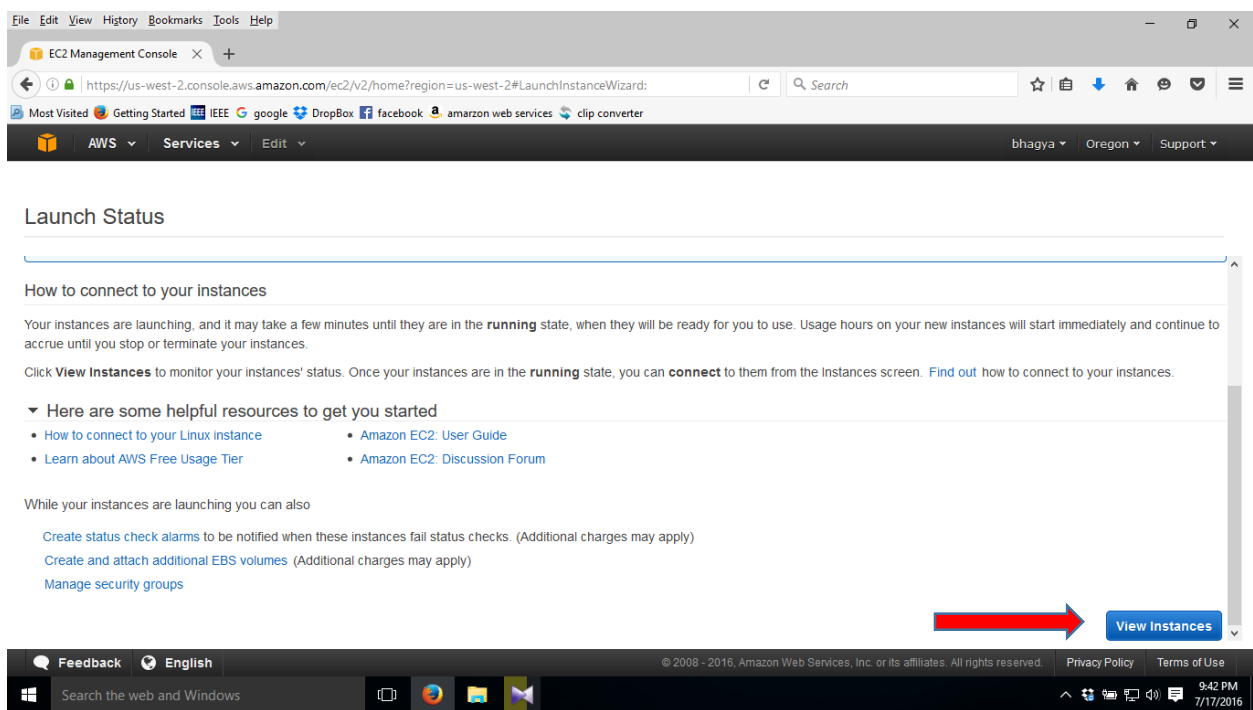 File Edit View History Bookmarks Tools Help
EC2 Management Console
https://us-west-2.console.aws.amazon.com/ec2/v2/home?region=us-west-2#LaunchInstanceWizard: Search
Most Visited Getting Started IEEE IEEE G google DropBox f facebook a. amarzon web services clip converter
AWS Services Edit bhagya Oregon Support
Launch Status
How to connect to your instances
Your instances are launching, and it may take a few minutes until they are in the running state, when they will be ready for you to use. Usage hours on your new instances will start immediately and continue to
accrue until you stop or terminate your instances.
Click View Instances to monitor your instances' status. Once your instances are in the running state, you can connect to them from the Instances screen. Find out how to connect to your instances.
Here are some helpful resources to get you started
• How to connect to your Linux instance • Amazon EC2: User Guide
• Learn about AWS Free Usage Tier • Amazon EC2: Discussion Forum
While your instances are launching you can also
Create status check alarms to be notified when these instances fail status checks. (Additional charges may apply)
Create and attach additional EBS volumes (Additional charges may apply)
Manage security groups
View Instances
Feedback English © 2008 - 2016, Amazon Web Services, Inc. or its affiliates. All rights reserved. Privacy Policy Terms of Use
Search the web and Windows 9:42 PM
7/17/2016